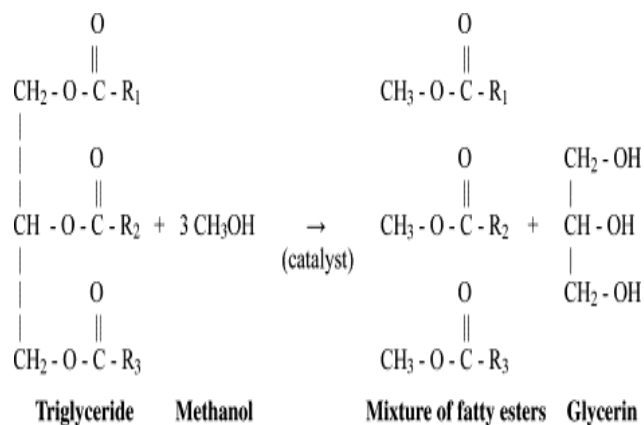 O O
|| ||
CH₂ - O - C - R₁ CH₃ - O - C - R₁
|
| O O CH₂ - OH
| || || |
CH - O - C - R₂ + 3 CH₃OH → CH₃ - O - C - R₂ + CH - OH
| (catalyst) |
| O O CH₂ - OH
| || ||
CH₂ - O - C - R₃ CH₃ - O - C - R₃
Triglyceride Methanol Mixture of fatty esters Glycerin